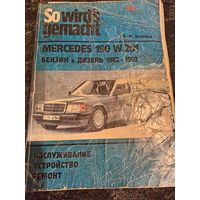 So wird's
gemacht
MERCEDES 190 W 201
БЕНЗИН & ДИЗЕЛЬ 1982 - 1993
ОБСЛУЖИВАНИЕ
УСТРОЙСТВО
РЕМОНТ